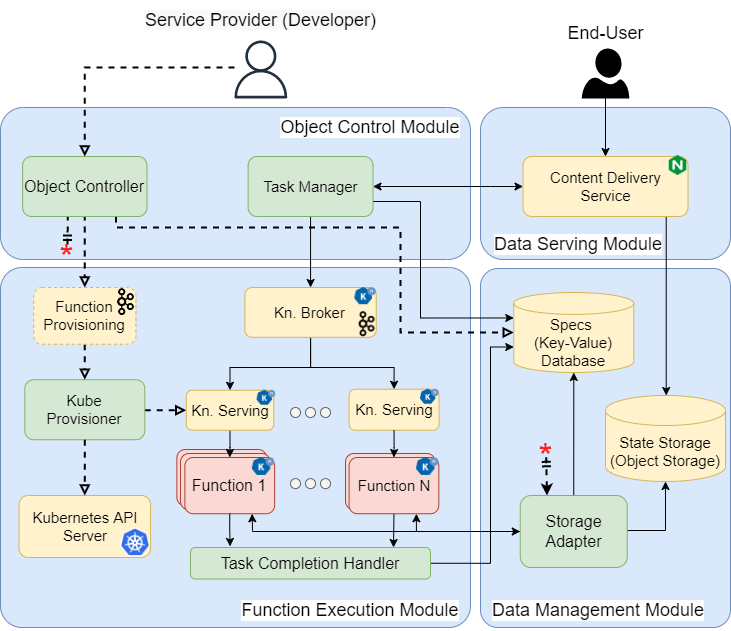 Service Provider (Developer)
End-User
Object Control Module
Object Controller
Task Manager
Content Delivery
Service
Data Serving Module
*
Function
Provisioning
Kn. Broker
Specs
(Key-Value)
Database
Kube
Provisioner
Kn. Serving
Kn. Serving
State Storage
(Object Storage)
*
Function 1
Function N
Kubernetes API
Server
Storage
Adapter
Task Completion Handler
Function Execution Module
Data Management Module
N
K
K
K
K
K